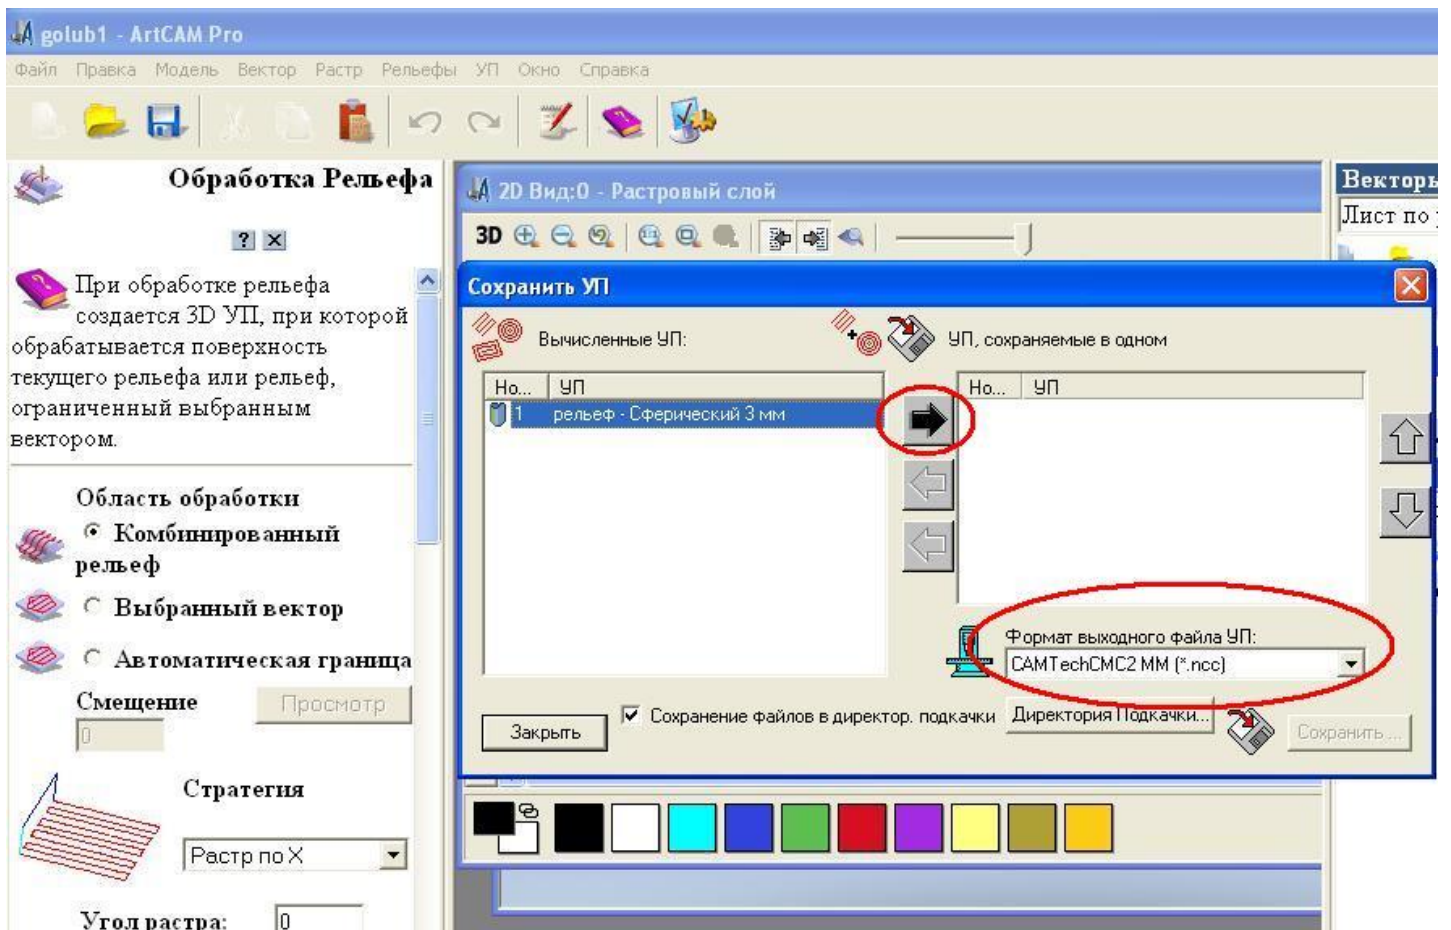 golub1 - ArtCAM Pro
Файл Правка Модель Вектор Растр Рельефы УП Окно Справка
Обработка Рельефа
При обработке рельефа
создается 3D УП, при которой
обрабатывается поверхность
текущего рельефа или рельеф,
ограниченный выбранным
вектором.
Область обработки
Комбинированный
рельеф
Выбранный вектор
Автоматическая граница
Смещение
Просмотр
0
Стратегия
Растр по X
Угол растра: 0
2D Вид:0 - Растровый слой
3D
Сохранить УП
Вычисленные УП:
УП, сохраняемые в одном
Но... УП
1 рельеф - Сферический 3 мм
Но... УП
Формат выходного файла УП:
CAMTechCMC2 MM (*.ncc)
Закрыть
Сохранение файлов в директор. подкачки
Директория Подкачки...
Сохранить ...
Векторы
Лист по